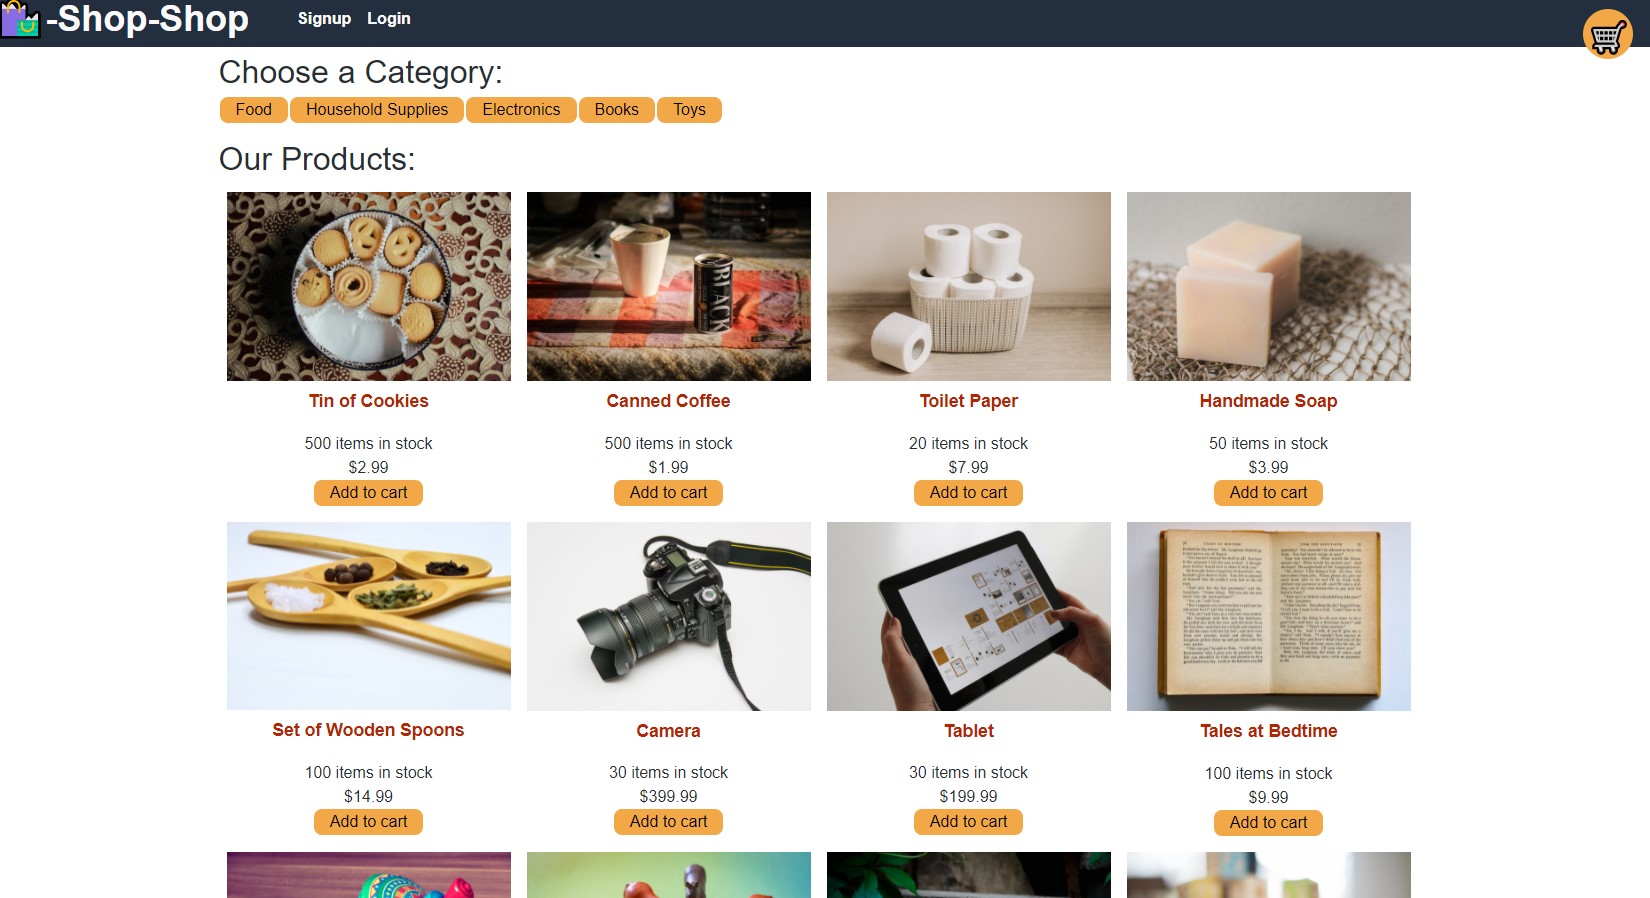 -Shop-Shop
Signup Login
Choose a Category:
Food Household Supplies Electronics Books Toys
Our Products:
BLACK
Tin of Cookies Canned Coffee Toilet Paper Handmade Soap
500 items in stock 500 items in stock 20 items in stock 50 items in stock
$2.99 $1.99 $7.99 $3.99
Add to cart Add to cart Add to cart Add to cart
TALES AT BEDTIME
Set of Wooden Spoons Camera Tablet Tales at Bedtime
100 items in stock 30 items in stock 30 items in stock 100 items in stock
$14.99 $399.99 $199.99 $9.99
Add to cart Add to cart Add to cart Add to cart